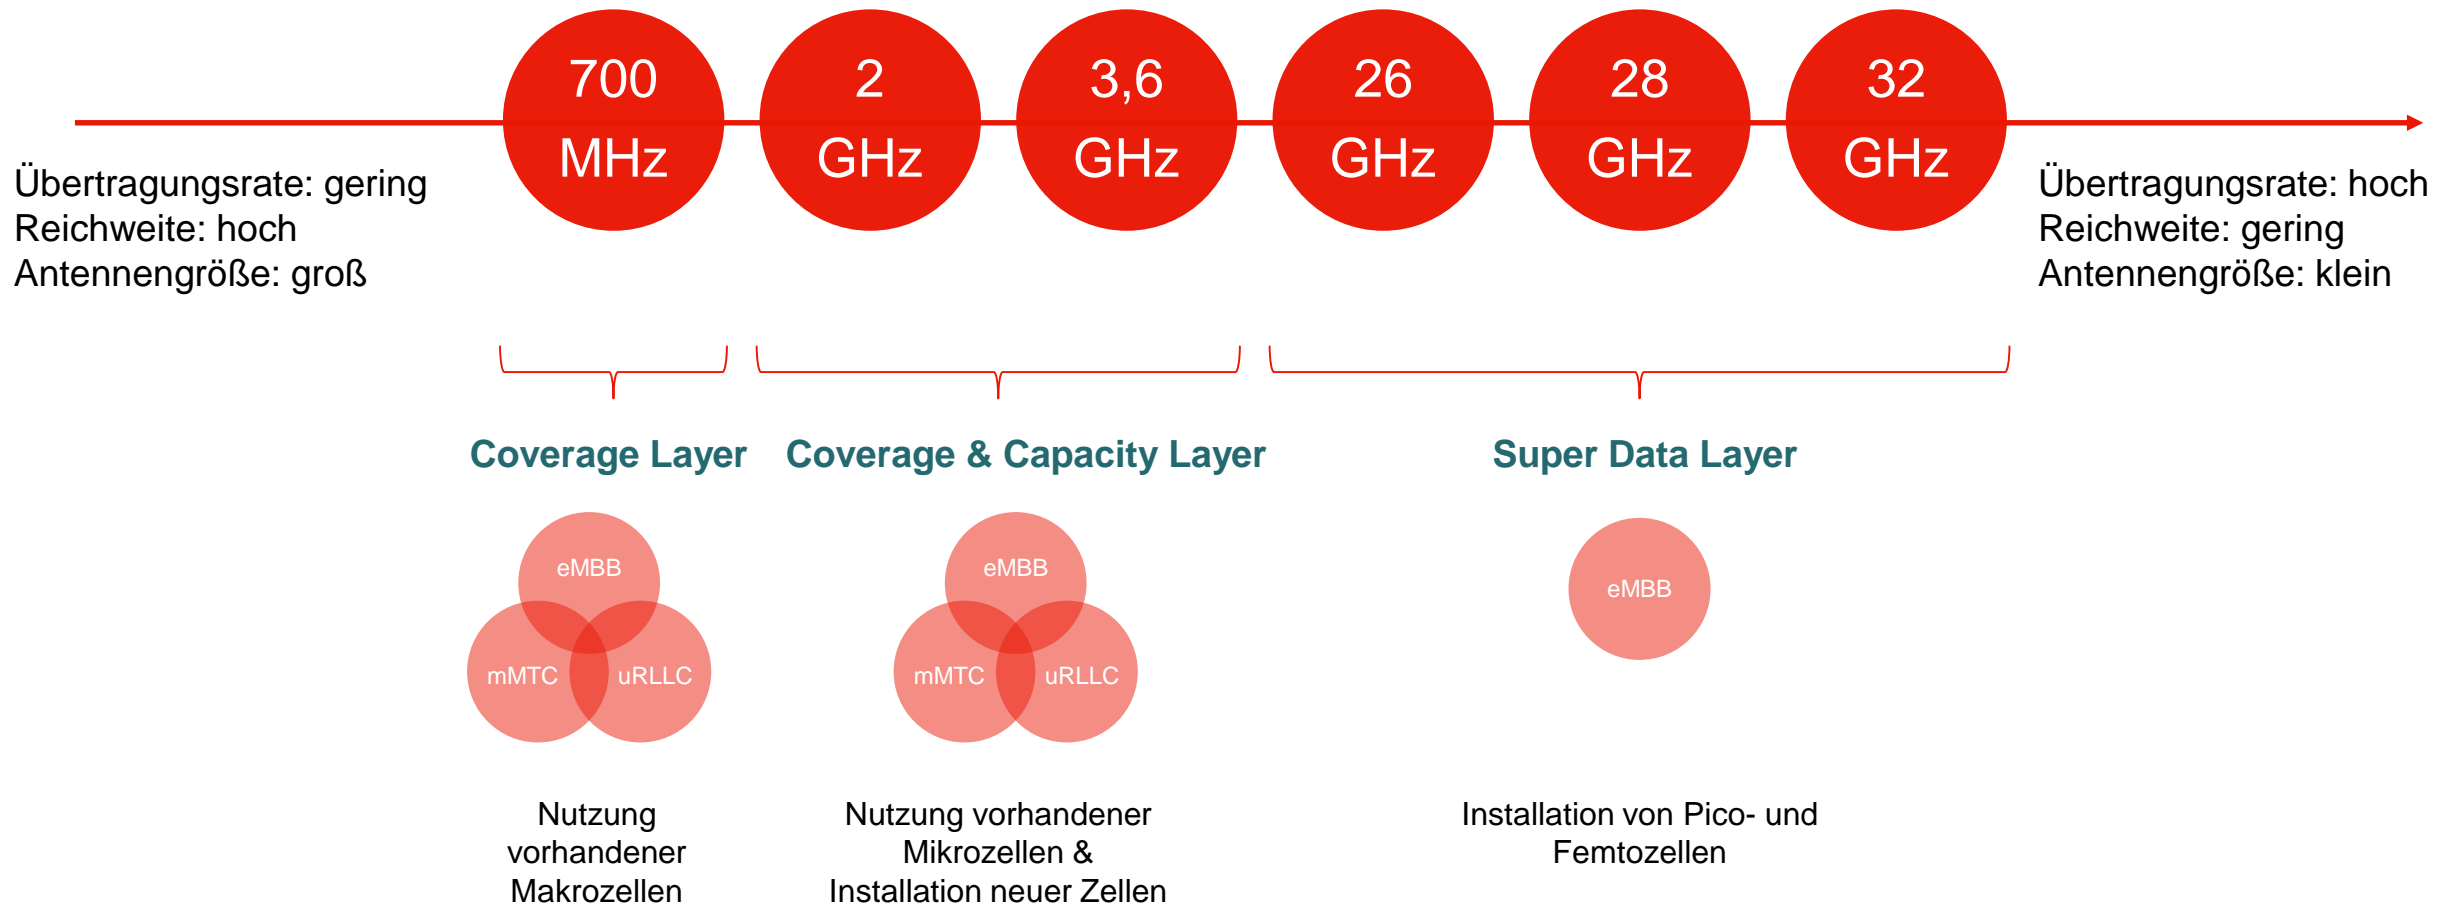 700
MHz
2
GHz
3,6
GHz
26
GHz
28
GHz
32
GHz
Übertragungsrate: gering
Reichweite: hoch
Antennengröße: groß
Übertragungsrate: hoch
Reichweite: gering
Antennengröße: klein
Coverage Layer
Coverage & Capacity Layer
Super Data Layer
eMBB
mMTC
uRLLC
eMBB
mMTC
uRLLC
eMBB
Nutzung
vorhandener
Makrozellen
Nutzung vorhandener
Mikrozellen &
Installation neuer Zellen
Installation von Pico- und
Femtozellen